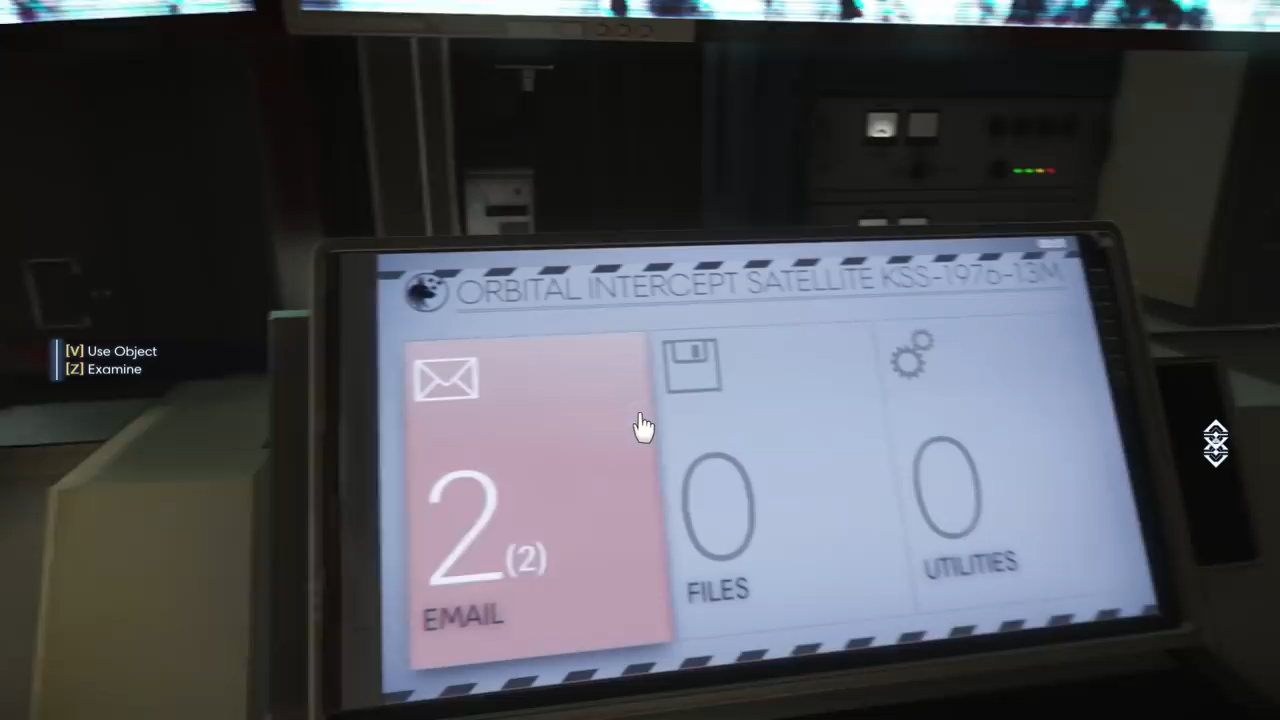 ORBITAL INTERCEPT SATELLITE KSS-1976-13M
[V] Use Object
[Z] Examine
2 (2)
EMAIL
0
FILES
0
UTILITIES